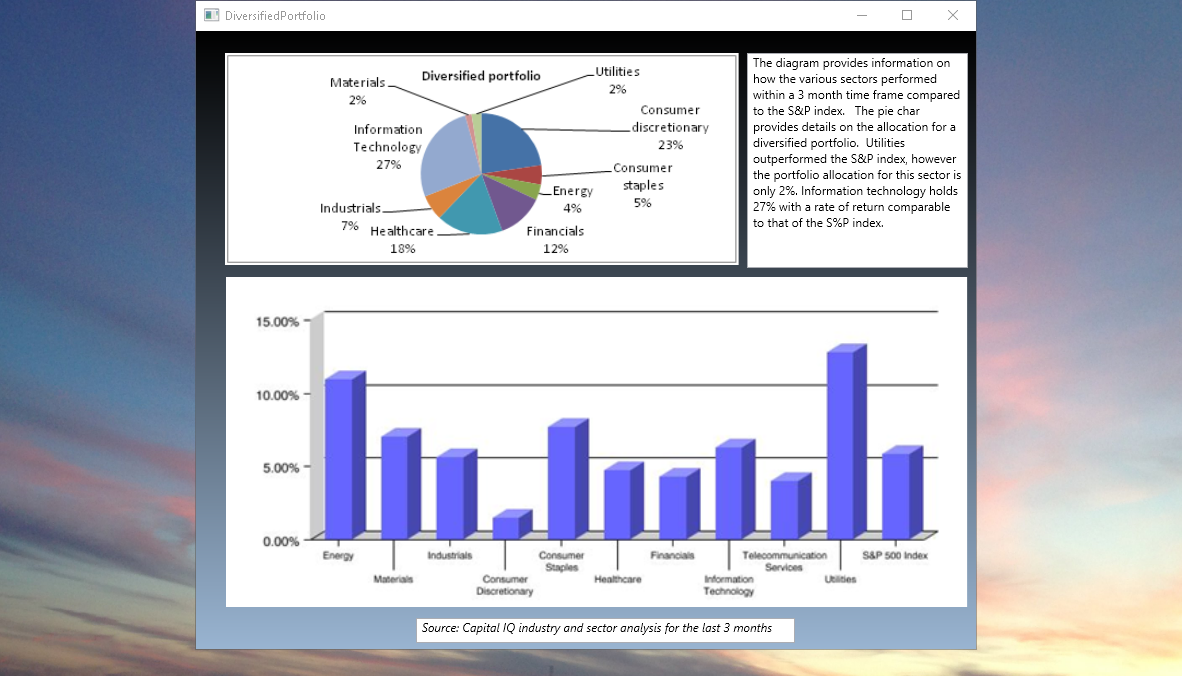 DiversifiedPortfolio
Diversified portfolio
Materials
2%
Utilities
2%
Consumer
discretionary
23%
Information
Technology
27%
Consumer
staples
5%
Energy
4%
Industrials
7%
Healthcare
18%
Financials
12%
The diagram provides information on
how the various sectors performed
within a 3 month time frame compared
to the S&P index.   The pie char
provides details on the allocation for a
diversified portfolio.  Utilities
outperformed the S&P index, however
the portfolio allocation for this sector is
only 2%. Information technology holds
27% with a rate of return comparable
to that of the S%P index.
15.00%
10.00%
5.00%
0.00%
Energy
Materials
Industrials
Consumer
Discretionary
Consumer
Staples
Healthcare
Financials
Information
Technology
Telecommunication
Services
Utilities
S&P 500 Index
Source: Capital IQ industry and sector analysis for the last 3 months